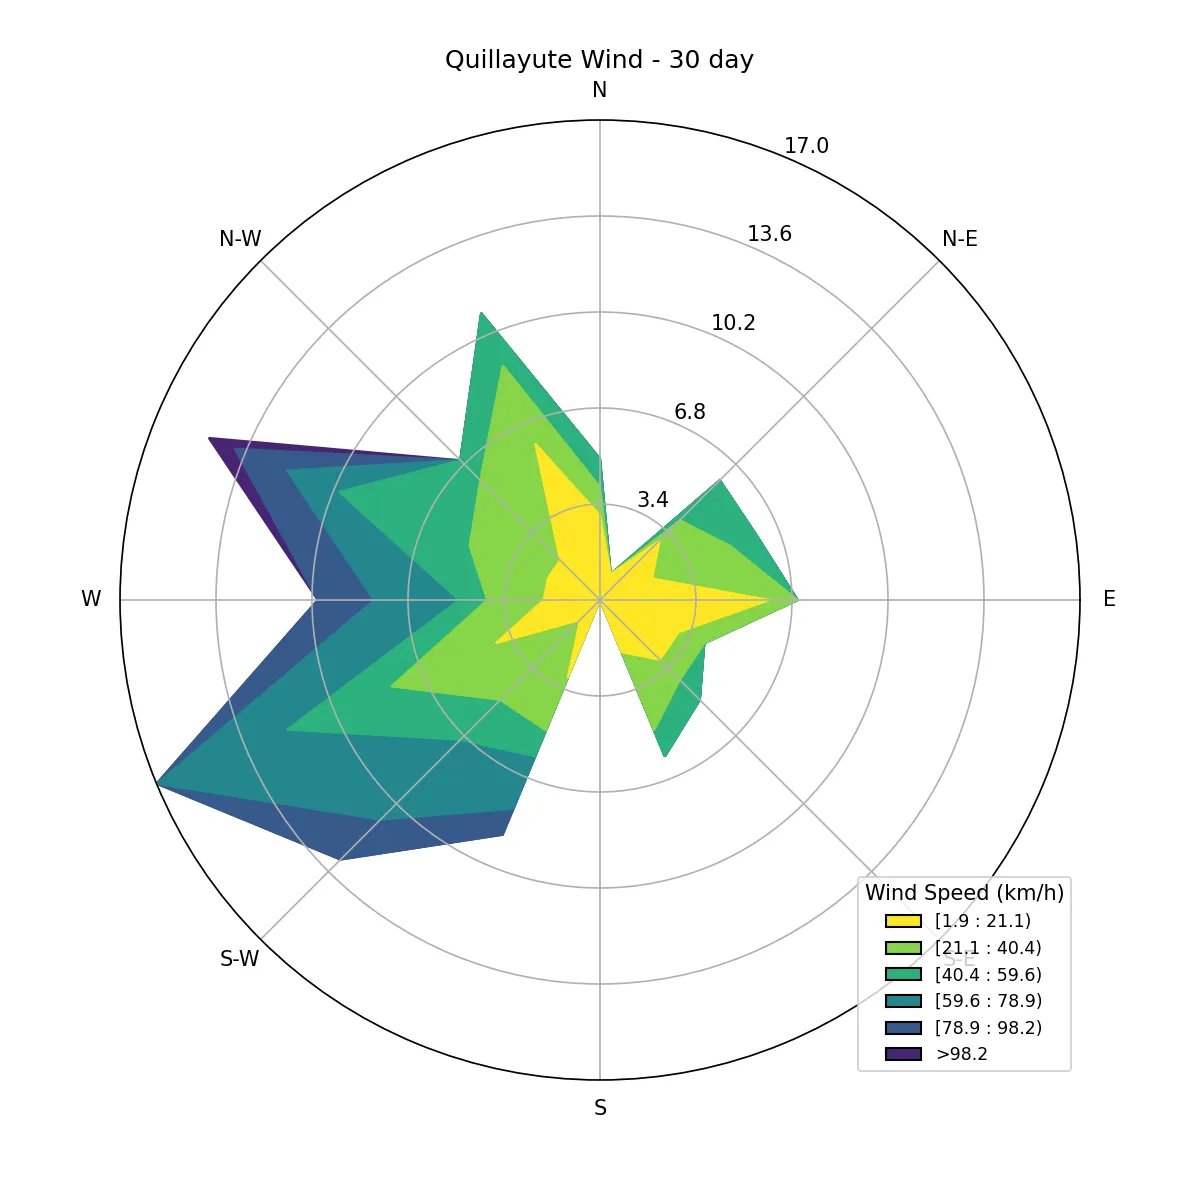 Quillayute Wind - 30 day
N
17.0
13.6
N-W
N-E
10.2
6.8
3.4
W
E
S-W
S-E
Wind Speed (km/h)
[1.9 : 21.1)
[21.1 : 40.4)
[40.4 : 59.6)
[59.6 : 78.9)
[78.9 : 98.2)
>98.2
S